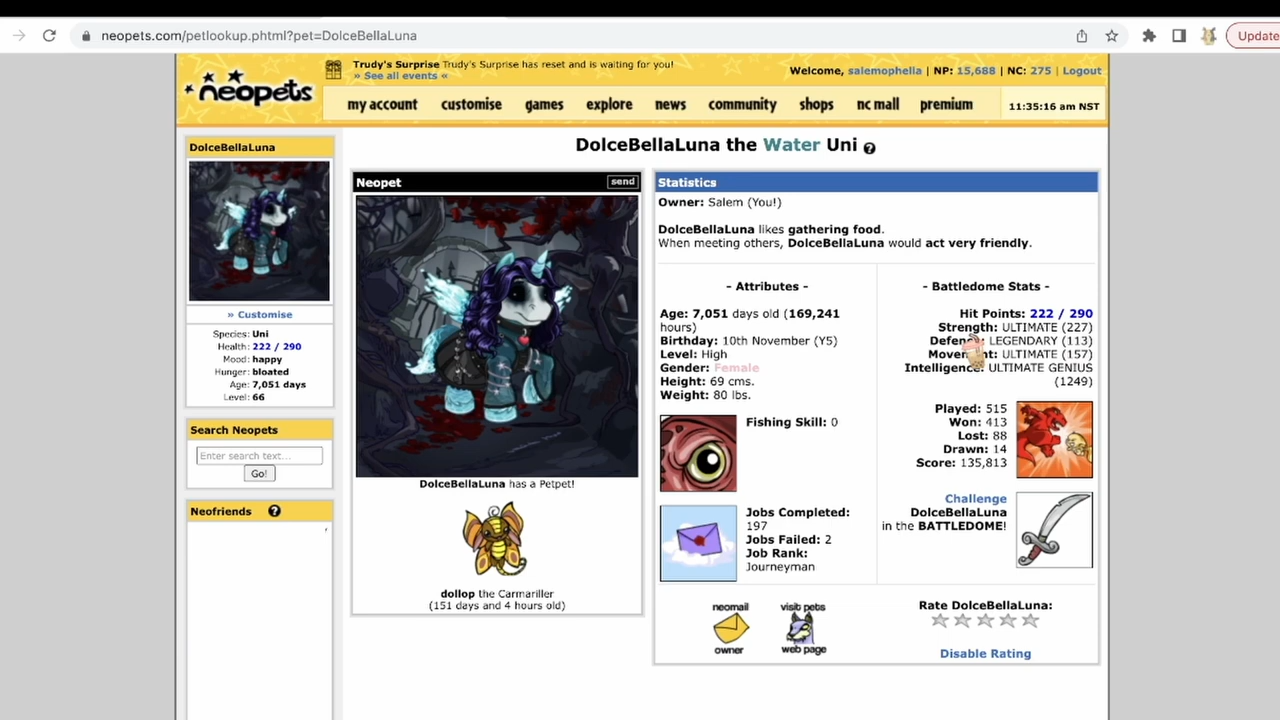 neopets.com/petlookup.phtml?pet=DolceBellaLuna
Update
neopets
Trudy's Surprise Trudy's Surprise has reset and is waiting for you!
» See all events «
Welcome, salemophelia | NP: 15,688 | NC: 275 | Logout
my account customise games explore news community shops nc mall premium 11:35:16 am NST
DolceBellaLuna
» Customise
Species: Uni
Health: 222 / 290
Mood: happy
Hunger: bloated
Age: 7,051 days
Level: 66
Search Neopets
Enter search text...
Go!
Neofriends ?
DolceBellaLuna the Water Uni ?
Neopet send
DolceBellaLuna has a Petpet!
dollop the Carmariller
(151 days and 4 hours old)
Statistics
Owner: Salem (You!)
DolceBellaLuna likes gathering food.
When meeting others, DolceBellaLuna would act very friendly.
- Attributes -
Age: 7,051 days old (169,241
hours)
Birthday: 10th November (Y5)
Level: High
Gender: Female
Height: 69 cms.
Weight: 80 lbs.
Fishing Skill: 0
Jobs Completed:
197
Jobs Failed: 2
Job Rank:
Journeyman
- Battledome Stats -
Hit Points: 222 / 290
Strength: ULTIMATE (227)
Defence: LEGENDARY (113)
Movement: ULTIMATE (157)
Intelligence: ULTIMATE GENIUS
(1249)
Played: 515
Won: 413
Lost: 88
Drawn: 14
Score: 135,813
Challenge
DolceBellaLuna
in the BATTLEDOME!
neomail
owner
visit pets
web page
Rate DolceBellaLuna:
Disable Rating